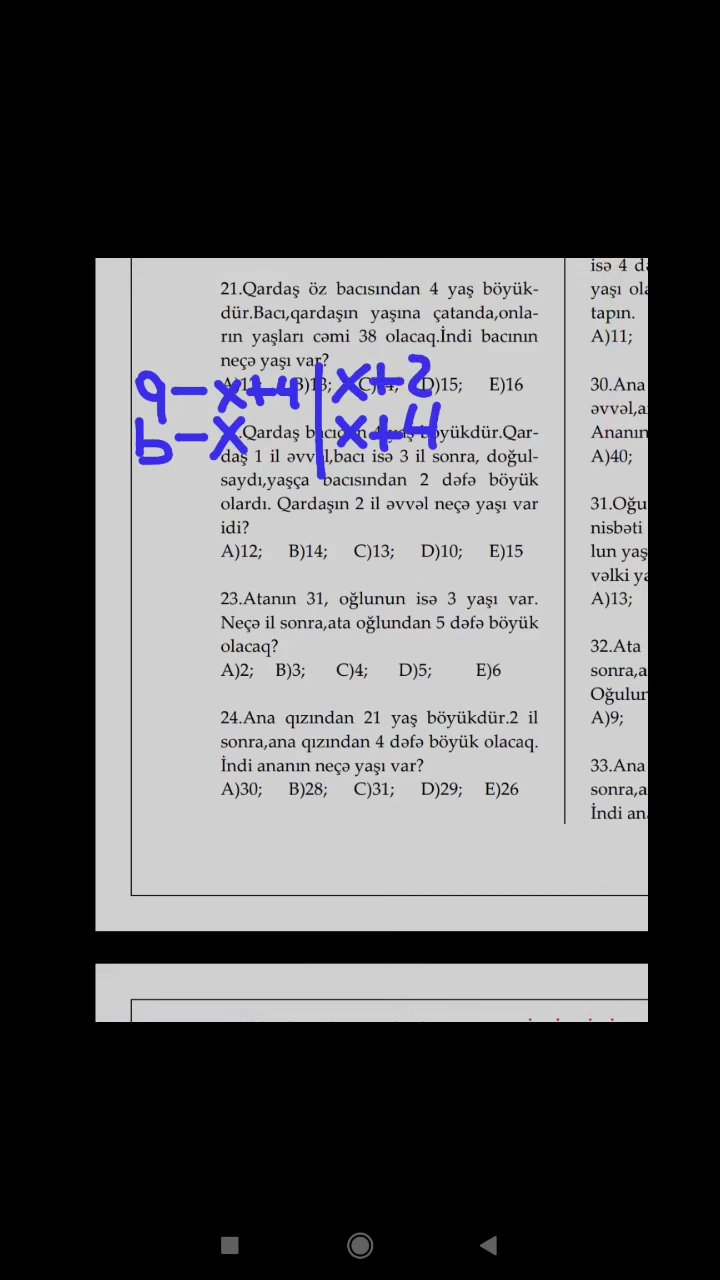 21.Qardaş öz bacısından 4 yaş böyük-
dür.Bacı,qardaşın yaşına çatanda,onla-
rın yaşları cəmi 38 olacaq.İndi bacının
neçə yaşı var?
D)15; E)16
q - x+4 | x+2
b - x | x+4
Qardaş bacıdan 4 yaş böyükdür.Qar-
daş 1 il əvvəl,bacı isə 3 il sonra, doğul-
saydı,yaşça bacısından 2 dəfə böyük
olardı. Qardaşın 2 il əvvəl neçə yaşı var
idi?
A)12; B)14; C)13; D)10; E)15
23.Atanın 31, oğlunun isə 3 yaşı var.
Neçə il sonra,ata oğlundan 5 dəfə böyük
olacaq?
A)2; B)3; C)4; D)5; E)6
24.Ana qızından 21 yaş böyükdür.2 il
sonra,ana qızından 4 dəfə böyük olacaq.
İndi ananın neçə yaşı var?
A)30; B)28; C)31; D)29; E)26
isə 4 d
yaşı ola
tapın.
A)11;
30.Ana
əvvəl,a
Ananın
A)40;
31.Oğu
nisbəti
lun yaş
vəlki ya
A)13;
32.Ata
sonra,a
Oğulur
A)9;
33.Ana
sonra,a
İndi an